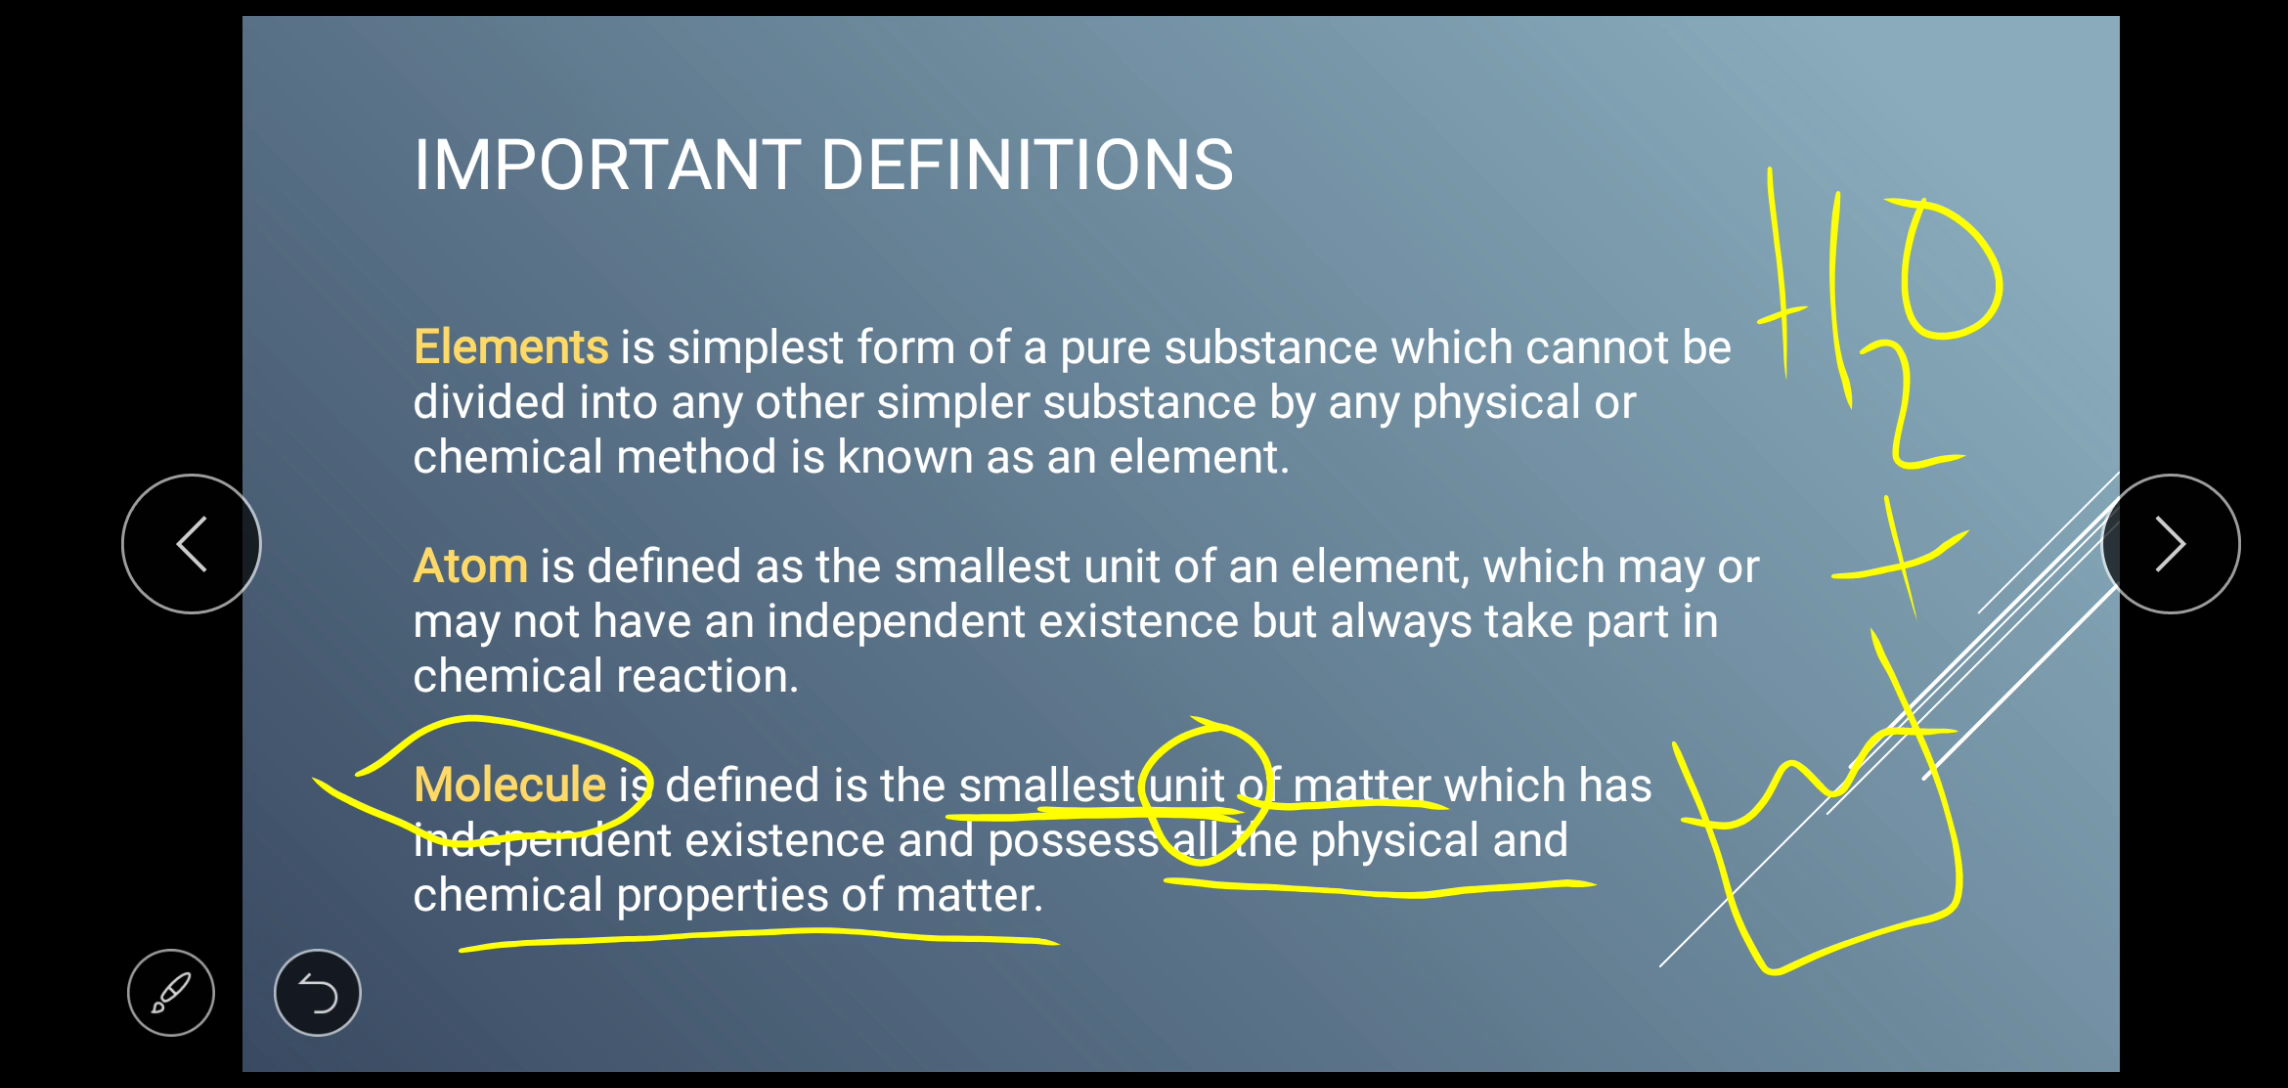 IMPORTANT DEFINITIONS
Elements is simplest form of a pure substance which cannot be
divided into any other simpler substance by any physical or
chemical method is known as an element.
Atom is defined as the smallest unit of an element, which may or
may not have an independent existence but always take part in
chemical reaction.
Molecule is defined is the smallest unit of matter which has
independent existence and possess all the physical and
chemical properties of matter.
H2O